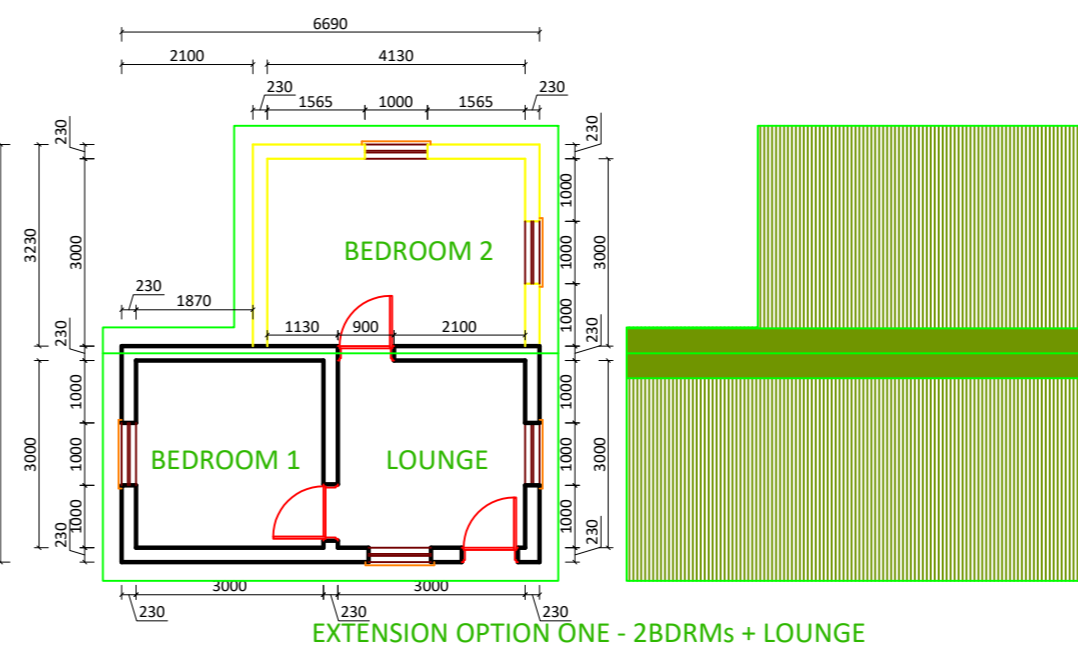 6690
2100 4130
230 230
1565 1000 1565
230 230
1000
3230 3000 1000 3000
BEDROOM 2
230
1870
1000
230 1130 900 2100 230
1000 1000
3000 1000 BEDROOM 1 LOUNGE 1000 3000
1000 1000
230 230
3000 3000
230 230 230
EXTENSION OPTION ONE - 2BDRMs + LOUNGE